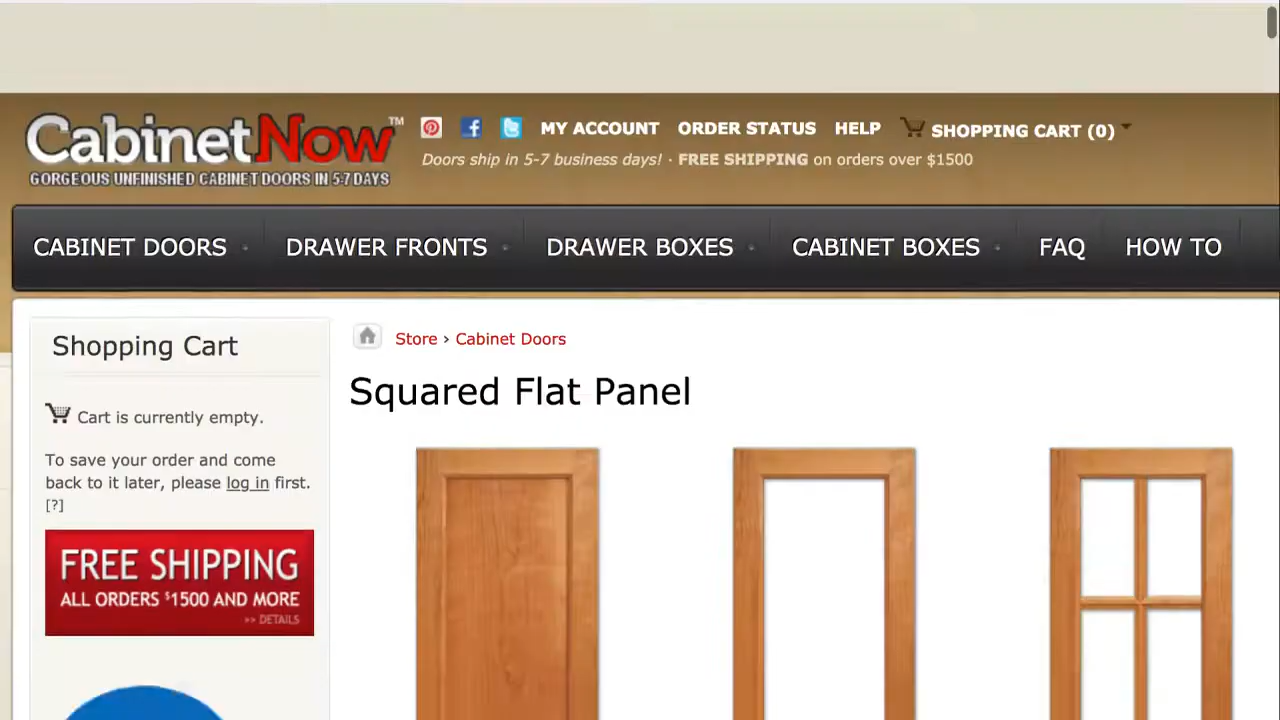 CabinetNow™
GORGEOUS UNFINISHED CABINET DOORS IN 5-7 DAYS
MY ACCOUNT ORDER STATUS HELP SHOPPING CART (0)
Doors ship in 5-7 business days! · FREE SHIPPING on orders over $1500
CABINET DOORS DRAWER FRONTS DRAWER BOXES CABINET BOXES FAQ HOW TO
Shopping Cart
Cart is currently empty.
To save your order and come
back to it later, please log in first.
[?]
FREE SHIPPING
ALL ORDERS $1500 AND MORE
>> DETAILS
Store › Cabinet Doors
Squared Flat Panel